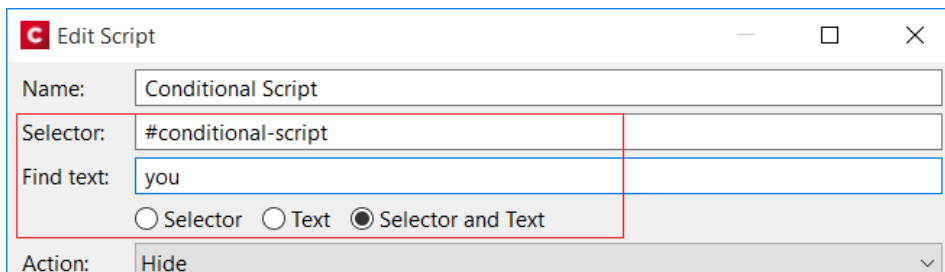 C Edit Script
Name: Conditional Script
Selector: #conditional-script
Find text: you
Selector Text Selector and Text
Action: Hide